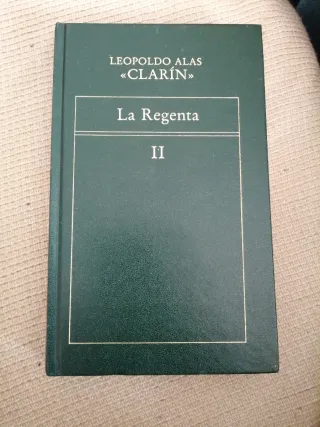 LEOPOLDO ALAS
«CLARÍN»
La Regenta
II